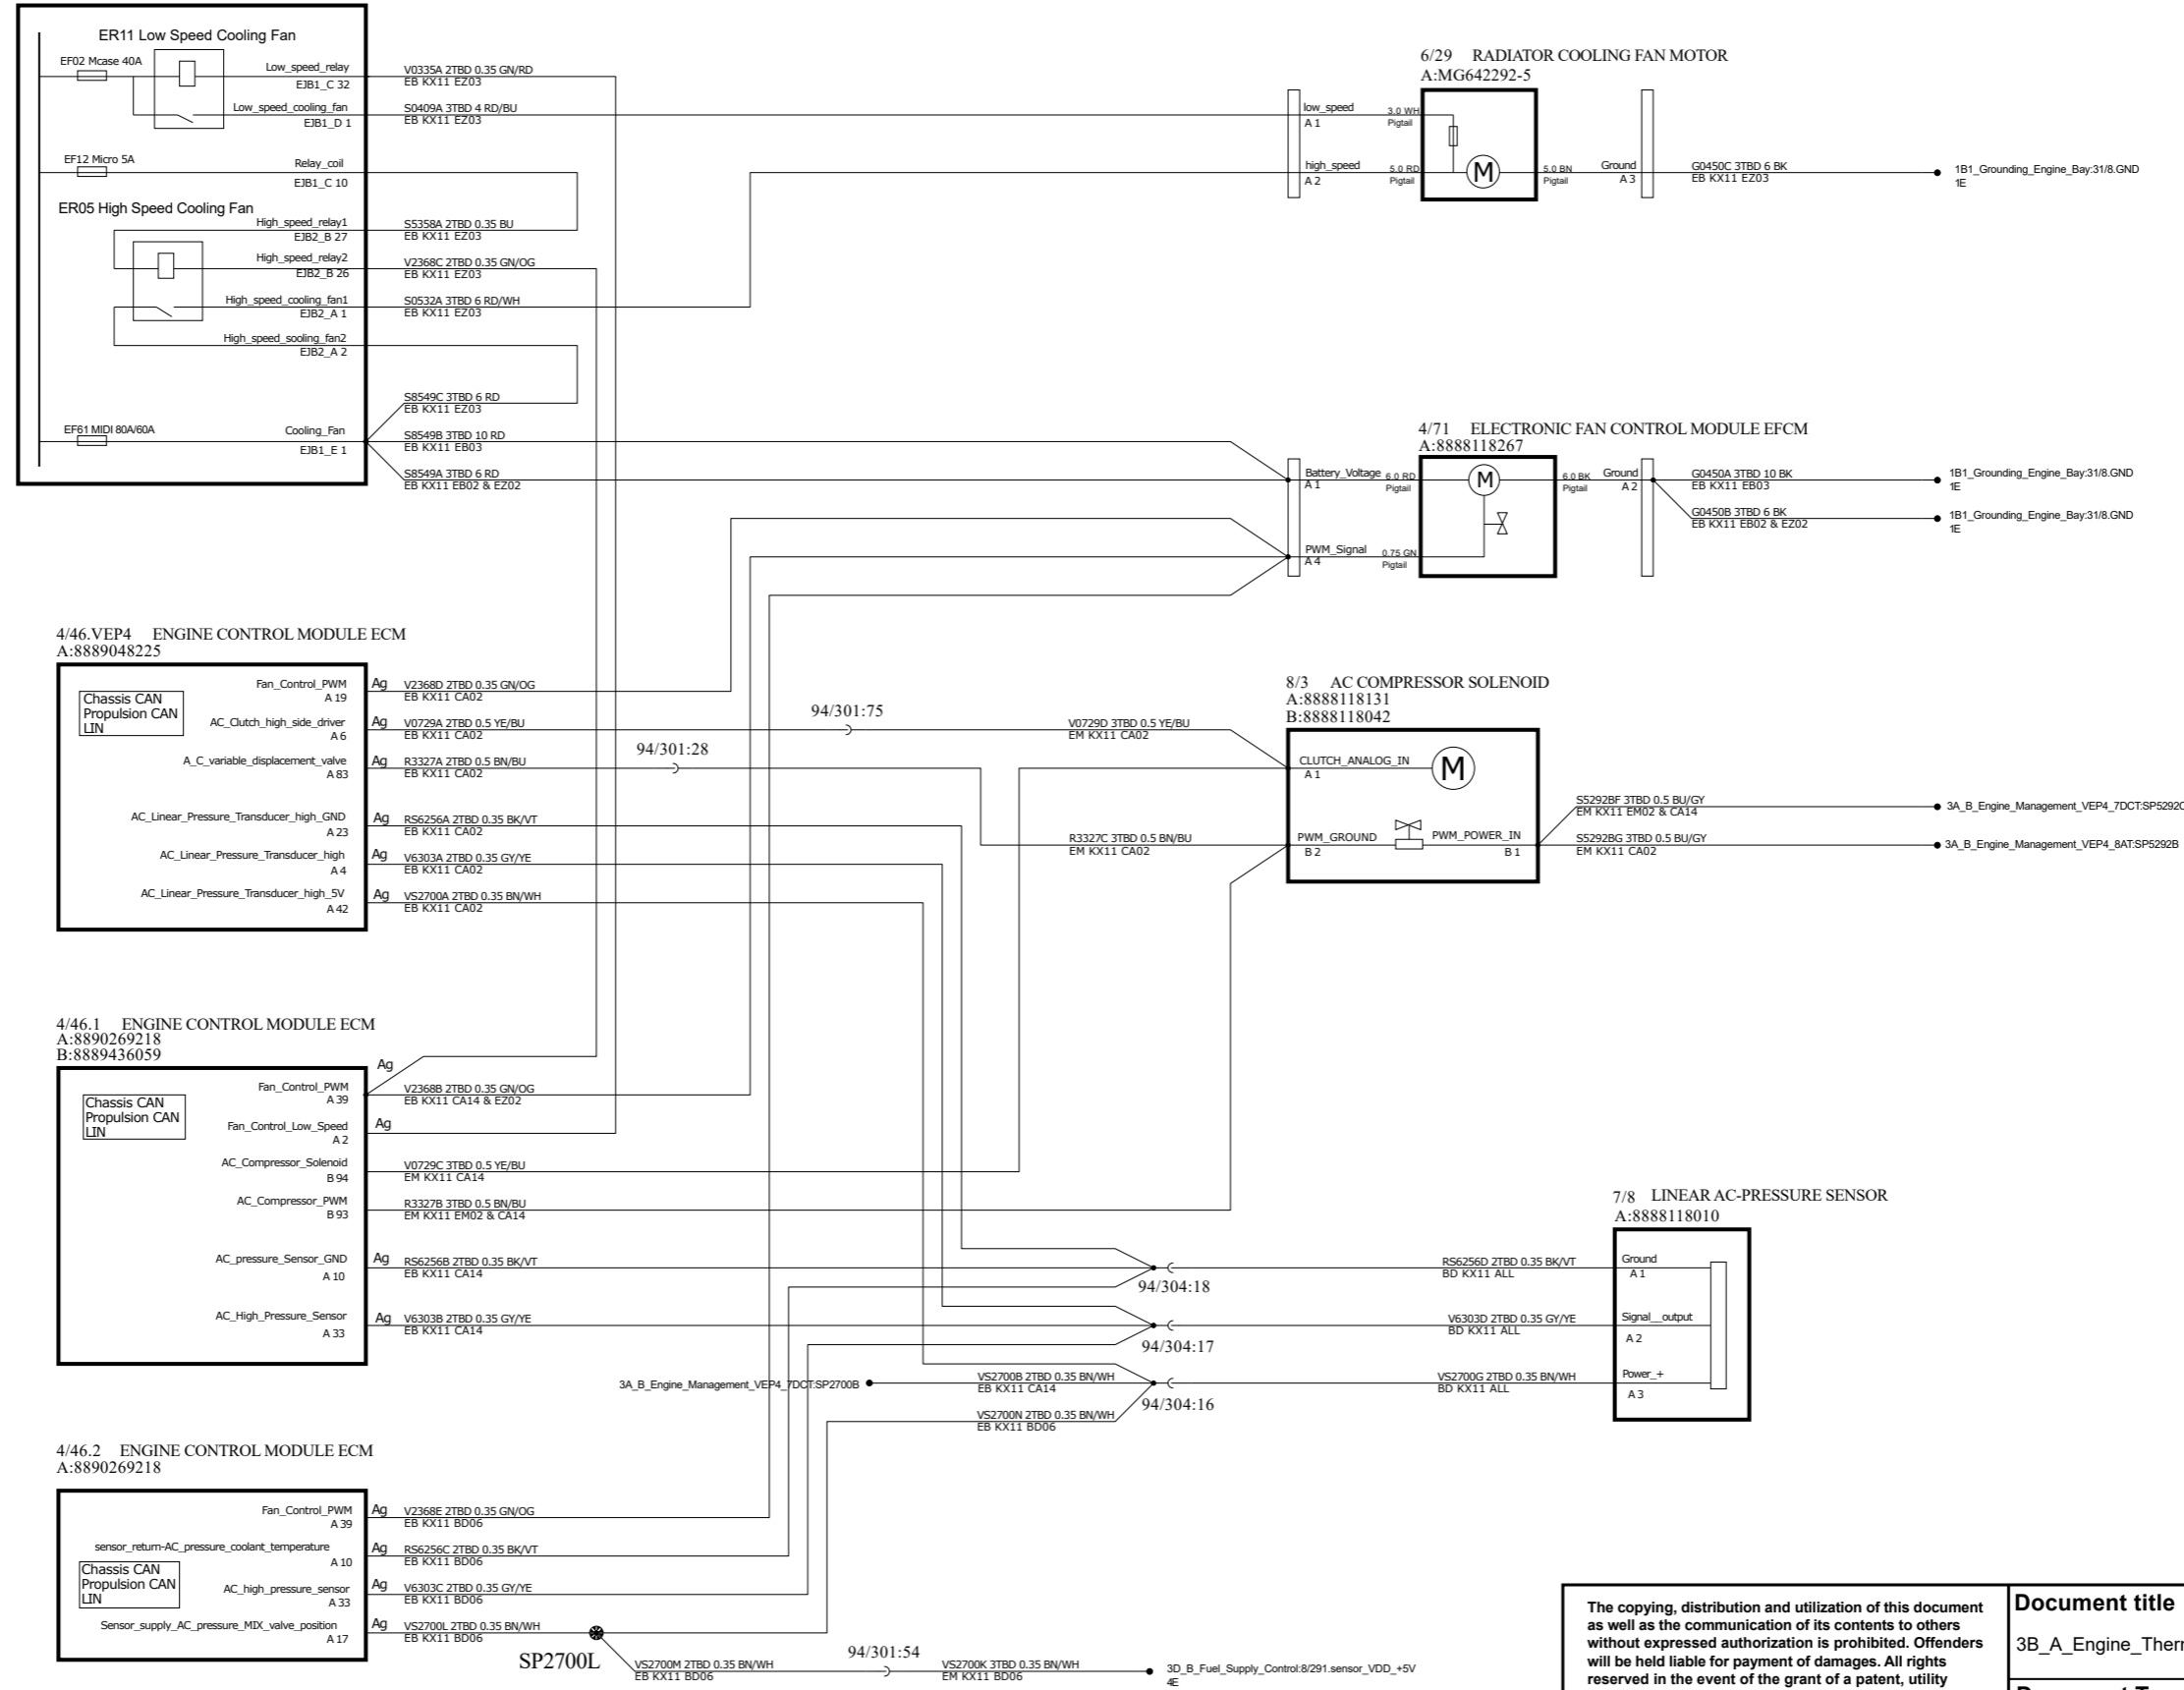 ER11 Low Speed Cooling Fan
EF02 Mcase 40A
Low_speed_relay
EJB1_C 32
V0335A 2TBD 0.35 GN/RD
EB KX11 EZ03
Low_speed_cooling_fan
EJB1_D 1
S0409A 3TBD 4 RD/BU
EB KX11 EZ03
EF12 Micro 5A
Relay_coil
EJB1_C 10
ER05 High Speed Cooling Fan
High_speed_relay1
EJB2_B 27
S5358A 2TBD 0.35 BU
EB KX11 EZ03
High_speed_relay2
EJB2_B 26
V2368C 2TBD 0.35 GN/OG
EB KX11 EZ03
High_speed_cooling_fan1
EJB2_A 1
S0532A 3TBD 6 RD/WH
EB KX11 EZ03
High_speed_sooling_fan2
EJB2_A 2
S8549C 3TBD 6 RD
EB KX11 EZ03
EF61 MIDI 80A/60A
Cooling_Fan
EJB1_E 1
S8549B 3TBD 10 RD
EB KX11 EB03
S8549A 3TBD 6 RD
EB KX11 EB02 & EZ02
6/29 RADIATOR COOLING FAN MOTOR
A:MG642292-5
low_speed
A 1
3.0 WH
Pigtail
high_speed
A 2
5.0 RD
Pigtail
M
5.0 BN
Pigtail
Ground
A 3
G0450C 3TBD 6 BK
EB KX11 EZ03
1B1_Grounding_Engine_Bay:31/8.GND
1E
4/71 ELECTRONIC FAN CONTROL MODULE EFCM
A:8888118267
Battery_Voltage
A 1
6.0 RD
Pigtail
M
6.0 BK
Pigtail
Ground
A 2
G0450A 3TBD 10 BK
EB KX11 EB03
1B1_Grounding_Engine_Bay:31/8.GND
1E
G0450B 3TBD 6 BK
EB KX11 EB02 & EZ02
1B1_Grounding_Engine_Bay:31/8.GND
1E
PWM_Signal
A 4
0.75 GN
Pigtail
4/46.VEP4 ENGINE CONTROL MODULE ECM
A:8889048225
Chassis CAN
Propulsion CAN
LIN
Fan_Control_PWM
A 19
Ag
V2368D 2TBD 0.35 GN/OG
EB KX11 CA02
AC_Clutch_high_side_driver
A 6
Ag
V0729A 2TBD 0.5 YE/BU
EB KX11 CA02
94/301:75
V0729D 3TBD 0.5 YE/BU
EM KX11 CA02
A_C_variable_displacement_valve
A 83
Ag
R3327A 2TBD 0.5 BN/BU
EB KX11 CA02
94/301:28
R3327C 3TBD 0.5 BN/BU
EM KX11 CA02
AC_Linear_Pressure_Transducer_high_GND
A 23
Ag
RS6256A 2TBD 0.35 BK/VT
EB KX11 CA02
AC_Linear_Pressure_Transducer_high
A 4
Ag
V6303A 2TBD 0.35 GY/YE
EB KX11 CA02
AC_Linear_Pressure_Transducer_high_5V
A 42
Ag
VS2700A 2TBD 0.35 BN/WH
EB KX11 CA02
8/3 AC COMPRESSOR SOLENOID
A:8888118131
B:8888118042
CLUTCH_ANALOG_IN
A 1
M
PWM_GROUND
B 2
PWM_POWER_IN
B 1
S5292BF 3TBD 0.5 BU/GY
EM KX11 EM02 & CA14
3A_B_Engine_Management_VEP4_7DCT:SP5292C
S5292BG 3TBD 0.5 BU/GY
EM KX11 CA02
3A_B_Engine_Management_VEP4_8AT:SP5292B
4/46.1 ENGINE CONTROL MODULE ECM
A:8890269218
B:8889436059
Chassis CAN
Propulsion CAN
LIN
Ag
Fan_Control_PWM
A 39
V2368B 2TBD 0.35 GN/OG
EB KX11 CA14 & EZ02
Fan_Control_Low_Speed
A 2
Ag
AC_Compressor_Solenoid
B 94
V0729C 3TBD 0.5 YE/BU
EM KX11 CA14
AC_Compressor_PWM
B 93
R3327B 3TBD 0.5 BN/BU
EM KX11 EM02 & CA14
AC_pressure_Sensor_GND
A 10
Ag
RS6256B 2TBD 0.35 BK/VT
EB KX11 CA14
94/304:18
AC_High_Pressure_Sensor
A 33
Ag
V6303B 2TBD 0.35 GY/YE
EB KX11 CA14
94/304:17
3A_B_Engine_Management_VEP4_7DCT:SP2700B
VS2700B 2TBD 0.35 BN/WH
EB KX11 CA14
94/304:16
VS2700N 2TBD 0.35 BN/WH
EB KX11 BD06
7/8 LINEAR AC-PRESSURE SENSOR
A:8888118010
RS6256D 2TBD 0.35 BK/VT
BD KX11 ALL
Ground
A 1
V6303D 2TBD 0.35 GY/YE
BD KX11 ALL
Signal__output
A 2
VS2700G 2TBD 0.35 BN/WH
BD KX11 ALL
Power_+
A 3
4/46.2 ENGINE CONTROL MODULE ECM
A:8890269218
Fan_Control_PWM
A 39
Ag
V2368E 2TBD 0.35 GN/OG
EB KX11 BD06
sensor_return-AC_pressure_coolant_temperature
A 10
Ag
RS6256C 2TBD 0.35 BK/VT
EB KX11 BD06
Chassis CAN
Propulsion CAN
LIN
AC_high_pressure_sensor
A 33
Ag
V6303C 2TBD 0.35 GY/YE
EB KX11 BD06
Sensor_supply_AC_pressure_MIX_valve_position
A 17
Ag
VS2700L 2TBD 0.35 BN/WH
EB KX11 BD06
SP2700L
VS2700M 2TBD 0.35 BN/WH
EB KX11 BD06
94/301:54
VS2700K 3TBD 0.35 BN/WH
EM KX11 BD06
3D_B_Fuel_Supply_Control:8/291.sensor_VDD_+5V
4E
The copying, distribution and utilization of this document
as well as the communication of its contents to others
without expressed authorization is prohibited. Offenders
will be held liable for payment of damages. All rights
reserved in the event of the grant of a patent, utility
Document title
3B_A_Engine_Ther